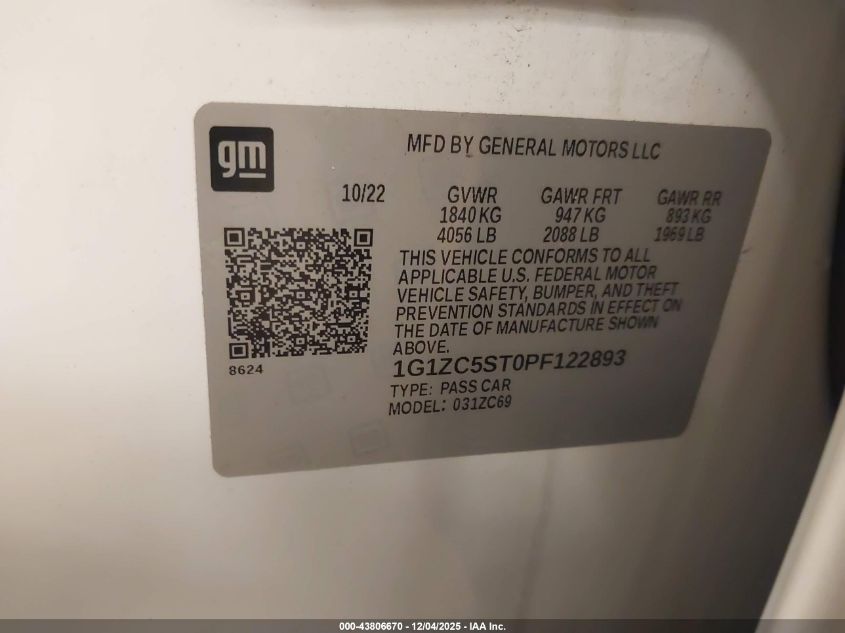 gm
MFD BY GENERAL MOTORS LLC
10/22 GVWR GAWR FRT GAWR RR
1840 KG 947 KG 893 KG
4056 LB 2088 LB 1969 LB
THIS VEHICLE CONFORMS TO ALL
APPLICABLE U.S. FEDERAL MOTOR
VEHICLE SAFETY, BUMPER, AND THEFT
PREVENTION STANDARDS IN EFFECT ON
THE DATE OF MANUFACTURE SHOWN
ABOVE.
8624
1G1ZC5ST0PF122893
TYPE: PASS CAR
MODEL: 031ZC69
000-43806670 - 12/04/2025 - IAA Inc.